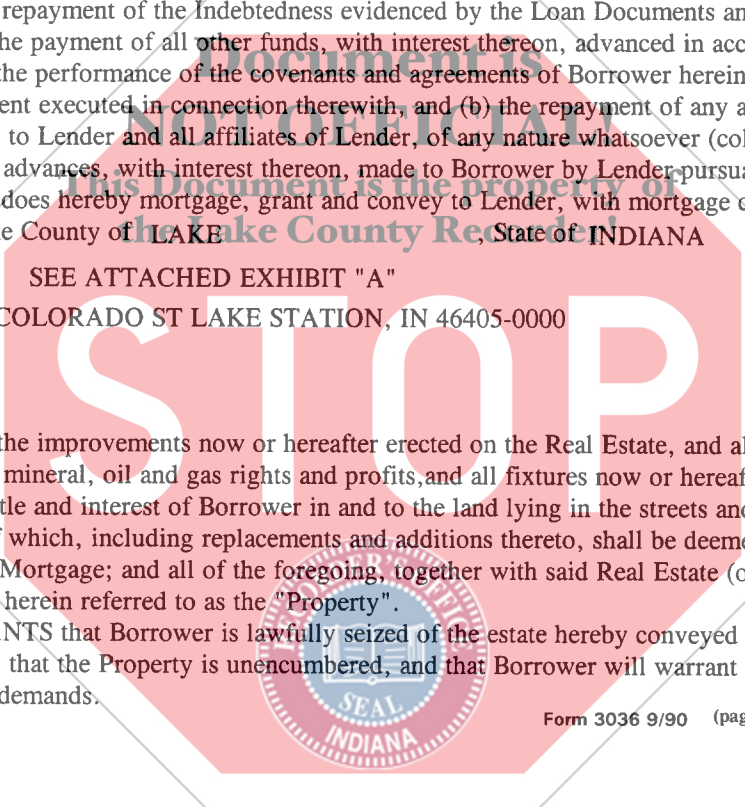 repayment of the Indebtedness evidenced by the Loan Documents an
he payment of all other funds, with interest thereon, advanced in acc
Document is
the performance of the covenants and agreements of Borrower herein
ent executed in connection therewith, and (b) the repayment of any a
NOT OFFICIAL!
to Lender and all affiliates of Lender, of any nature whatsoever (col
advances, with interest thereon, made to Borrower by Lender pursua
This Document is the property of
does hereby mortgage, grant and convey to Lender, with mortgage c
e County of LAKE , State of INDIANA
the Lake County Recorder!
SEE ATTACHED EXHIBIT "A"
COLORADO ST LAKE STATION, IN 46405-0000
STOP
the improvements now or hereafter erected on the Real Estate, and al
mineral, oil and gas rights and profits,and all fixtures now or hereaf
tle and interest of Borrower in and to the land lying in the streets and
f which, including replacements and additions thereto, shall be deeme
Mortgage; and all of the foregoing, together with said Real Estate (o
herein referred to as the "Property".
NTS that Borrower is lawfully seized of the estate hereby conveyed
that the Property is unencumbered, and that Borrower will warrant
demands.
RECORDER OFFICE
SEAL
INDIANA
Form 3036 9/90 (pag